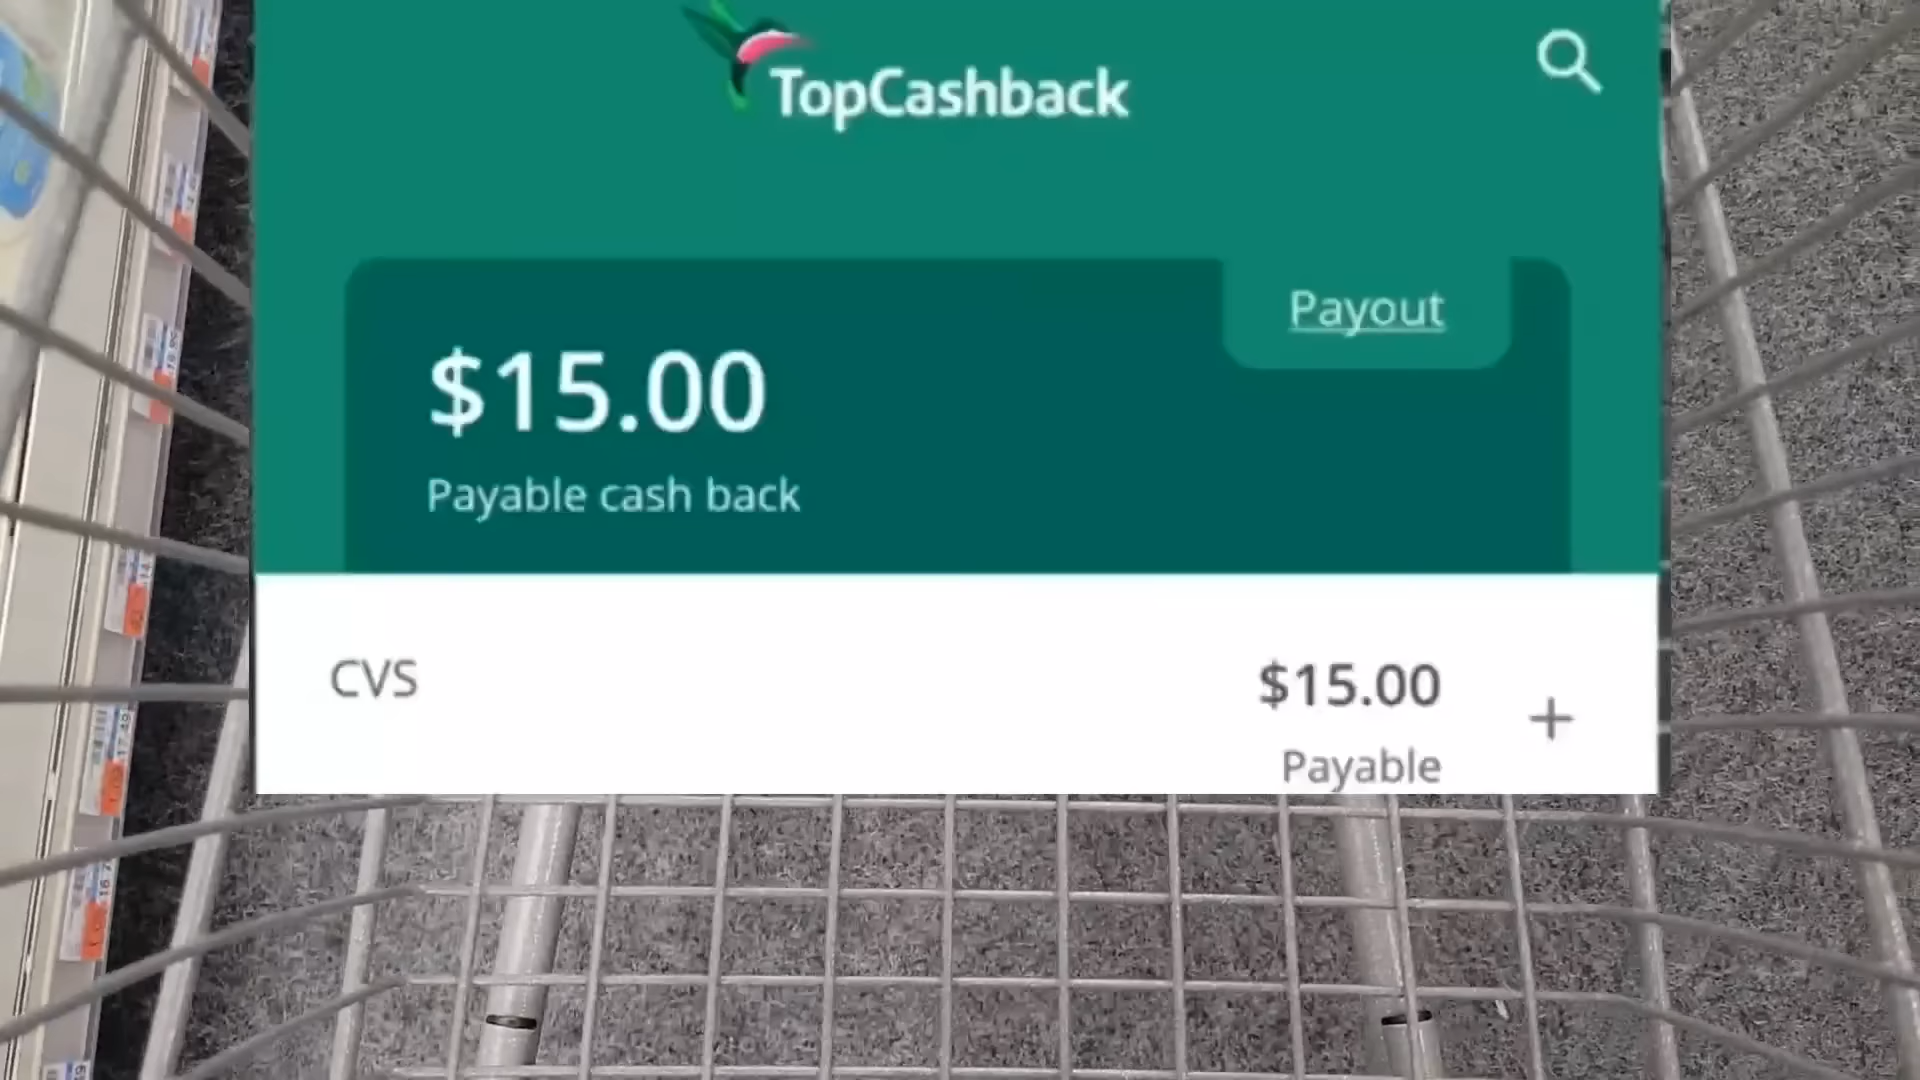 TopCashback
Payout
$15.00
Payable cash back
CVS
$15.00
Payable